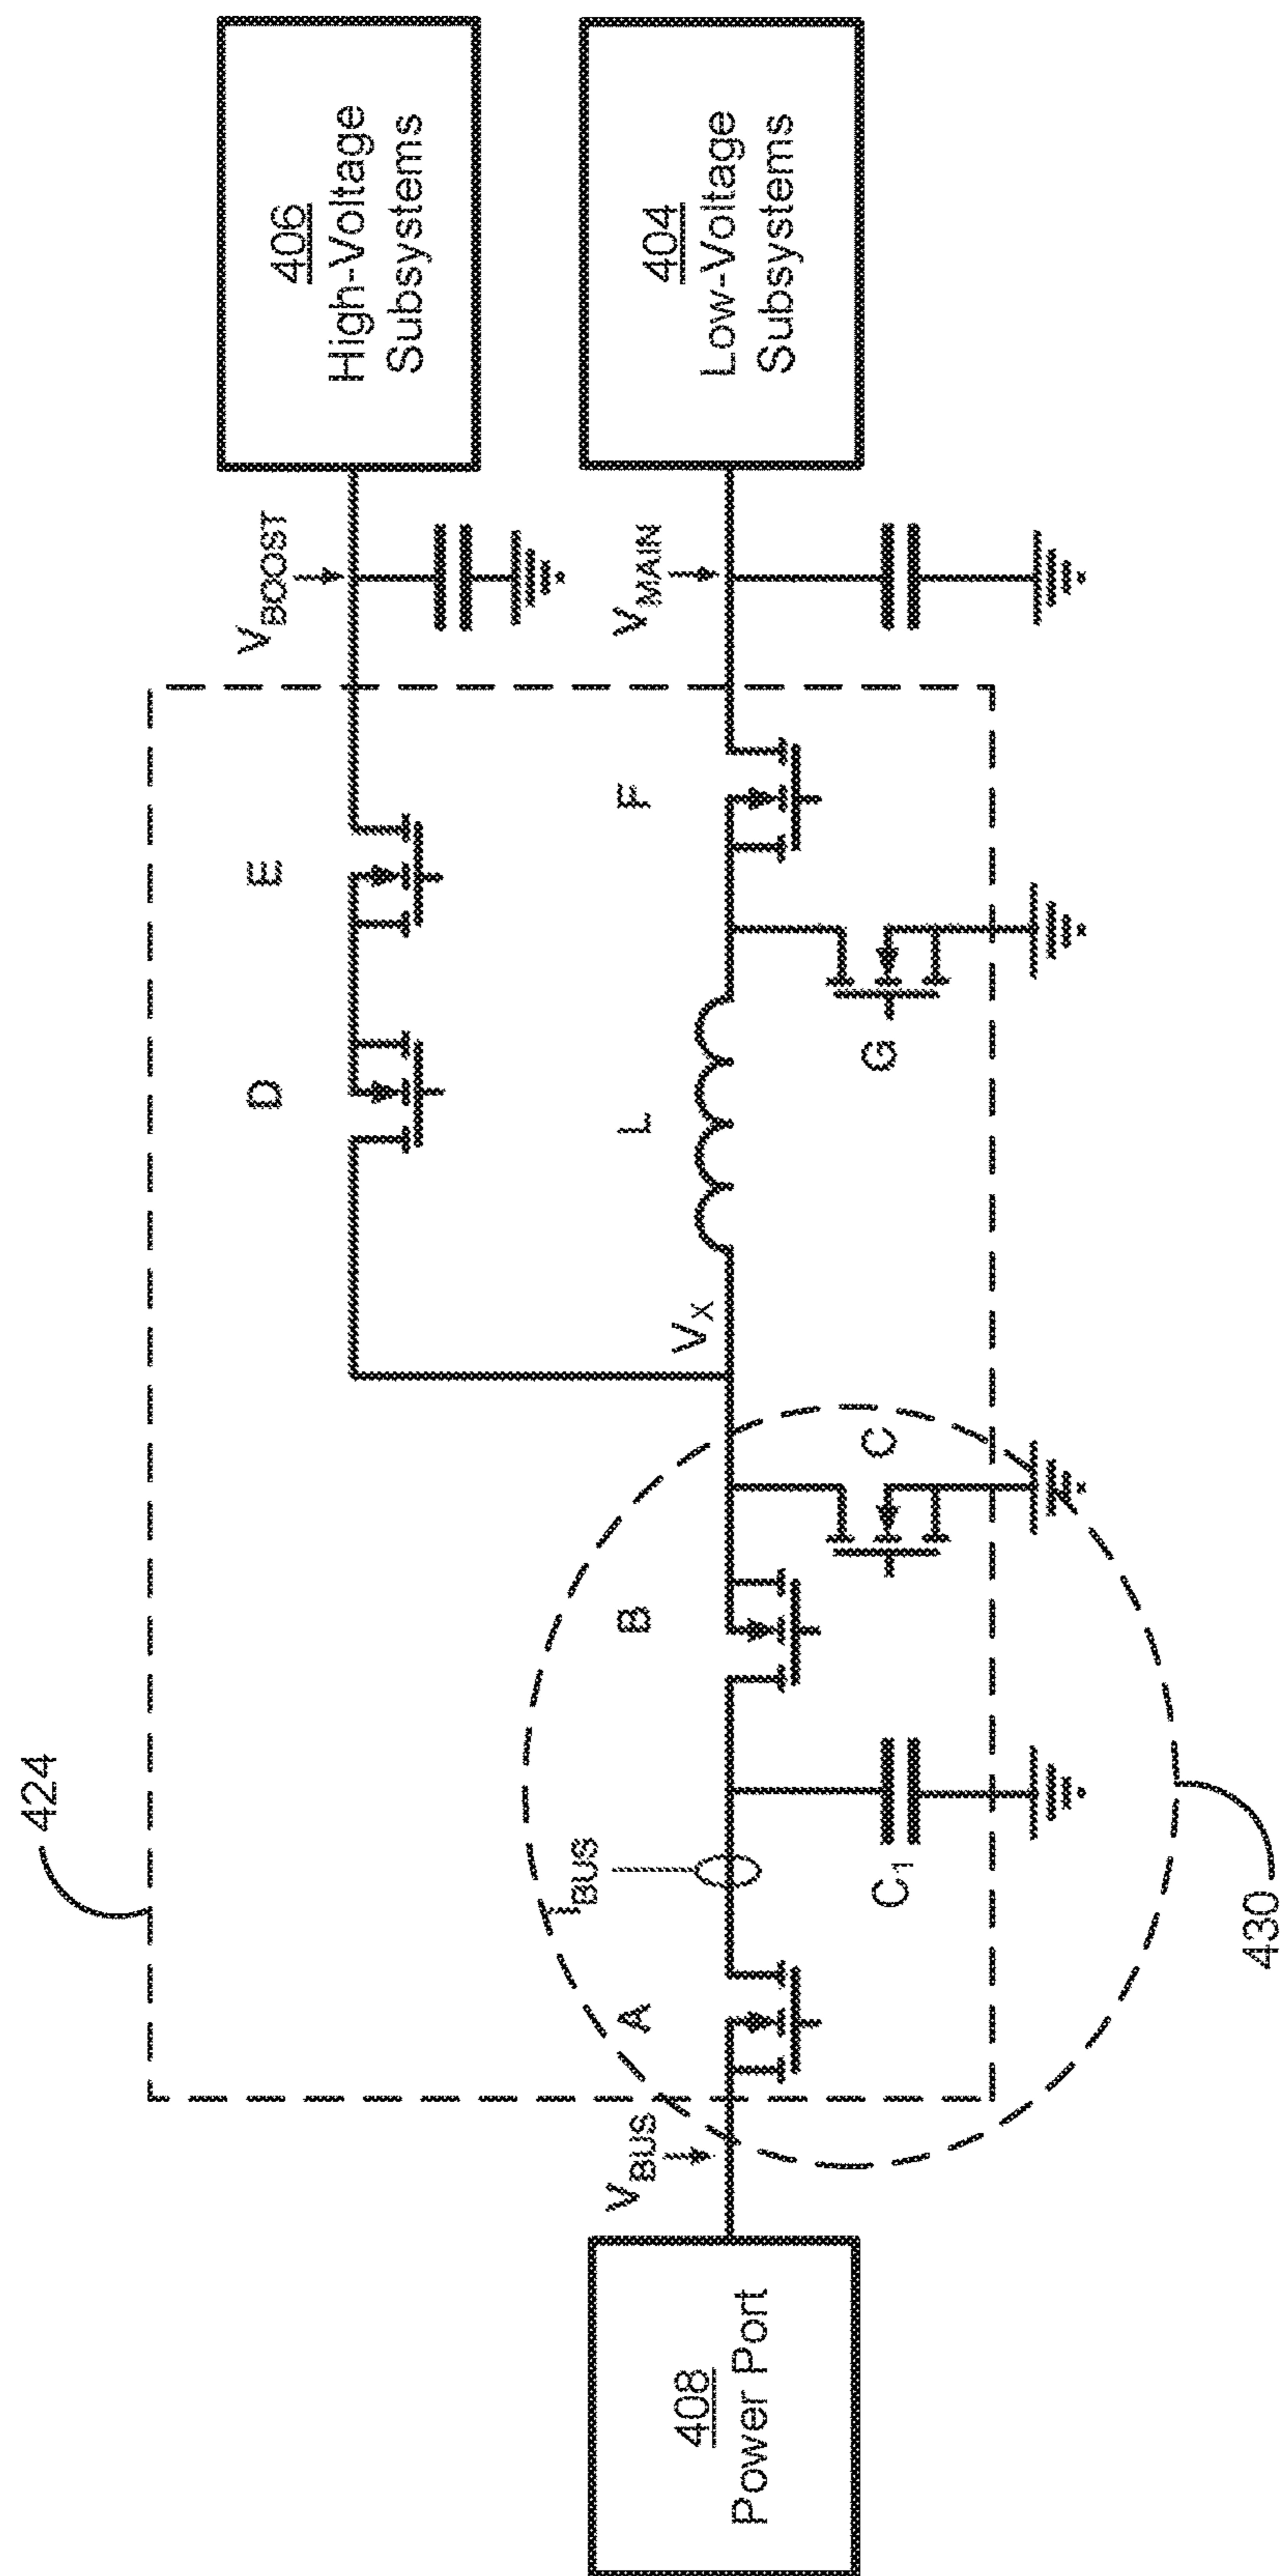 424
406
High-Voltage
Subsystems
404
Low-Voltage
Subsystems
408
Power Port
V_BUS
I_BUS
V_X
V_BOOST
V_MAIN
A
B
C
C_1
D
E
F
G
L
430